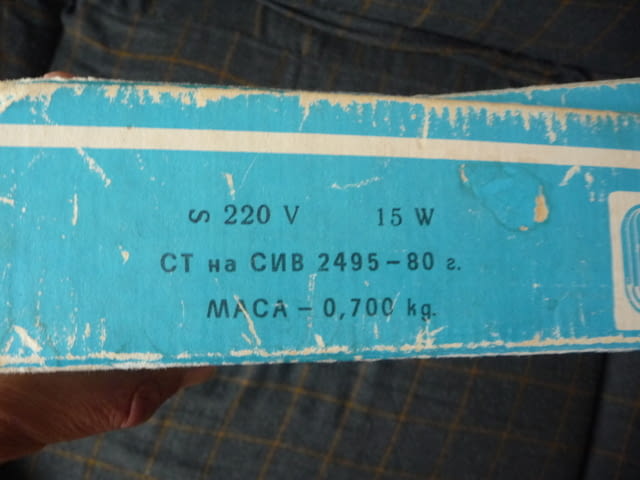 ∽ 220 V 15 W
СТ на СИВ 2495–80 г.
МАСА – 0,700 kg.